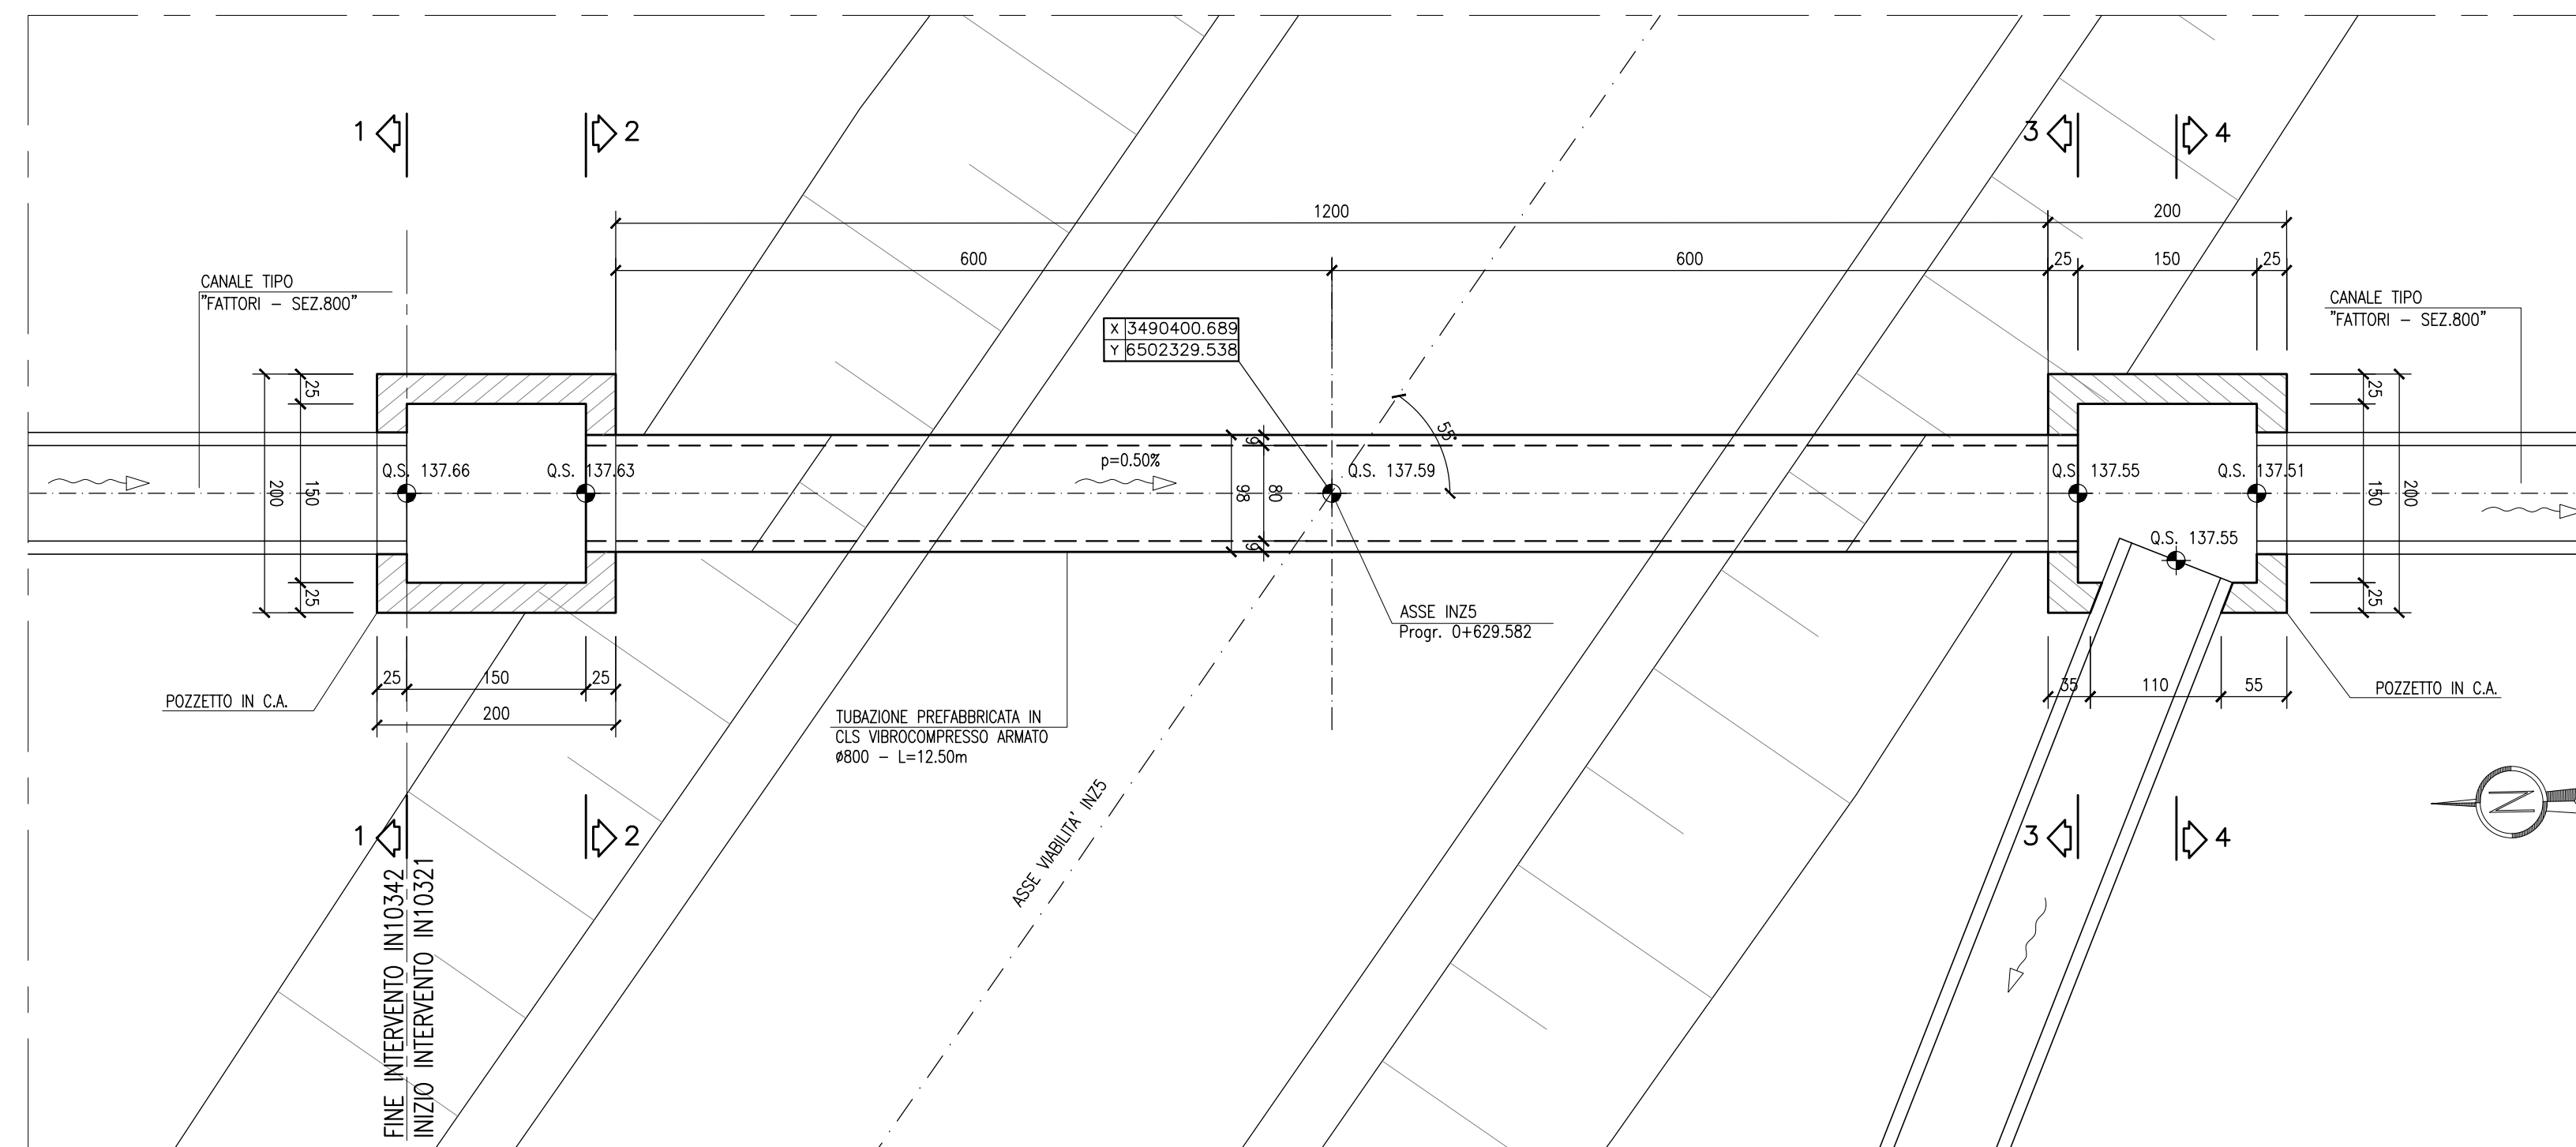 1
2
3
4
1200
200
600
600
25
150
25
CANALE TIPO
"FATTORI - SEZ.800"
CANALE TIPO
"FATTORI - SEZ.800"
X 3490400.689
Y 6502329.538
25
150
25
200
Q.S. 137.66
Q.S. 137.63
p=0.50%
9
80
9
98
Q.S. 137.59
55°
Q.S. 137.55
Q.S. 137.51
Q.S. 137.55
25
150
25
200
ASSE INZ5
Progr. 0+629.582
25
150
25
200
POZZETTO IN C.A.
35
110
55
POZZETTO IN C.A.
TUBAZIONE PREFABBRICATA IN
CLS VIBROCOMPRESSO ARMATO
ø800 - L=12.50m
ASSE VIABILITA' INZ5
N
1
2
3
4
FINE INTERVENTO IN10342
INIZIO INTERVENTO IN10321